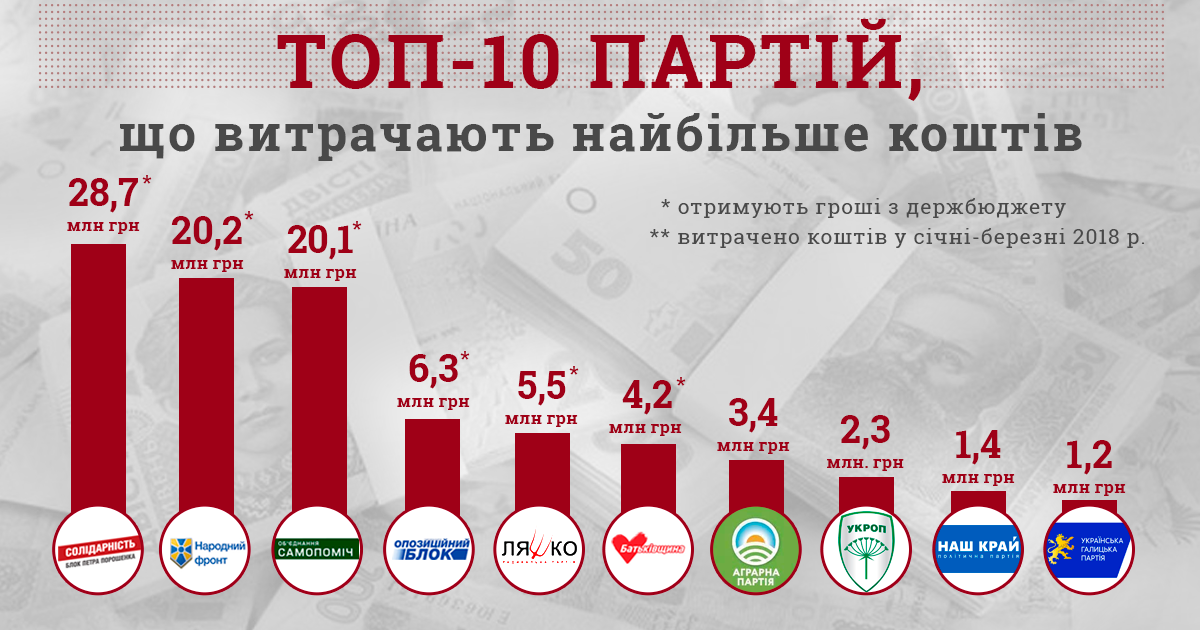 ТОП-10 ПАРТІЙ,
що витрачають найбільше коштів
* отримують гроші з держбюджету
** витрачено коштів у січні-березні 2018 р.
28,7*
млн грн
20,2*
млн грн
20,1*
млн грн
6,3*
млн грн
5,5*
млн грн
4,2*
млн грн
3,4
млн грн
2,3
млн. грн
1,4
млн грн
1,2
млн грн
СОЛІДАРНІСТЬ
БЛОК ПЕТРА ПОРОШЕНКА
Народний
фронт
ОБ'ЄДНАННЯ
САМОПОМІЧ
ОПОЗИЦІЙНИЙ
БЛОК
ЛЯШКО
РАДИКАЛЬНА ПАРТІЯ
Батьківщина
АГРАРНА
ПАРТІЯ
УКРОП
НАШ КРАЙ
політична партія
УКРАЇНСЬКА
ГАЛИЦЬКА
ПАРТІЯ
50
ДВІСТІ